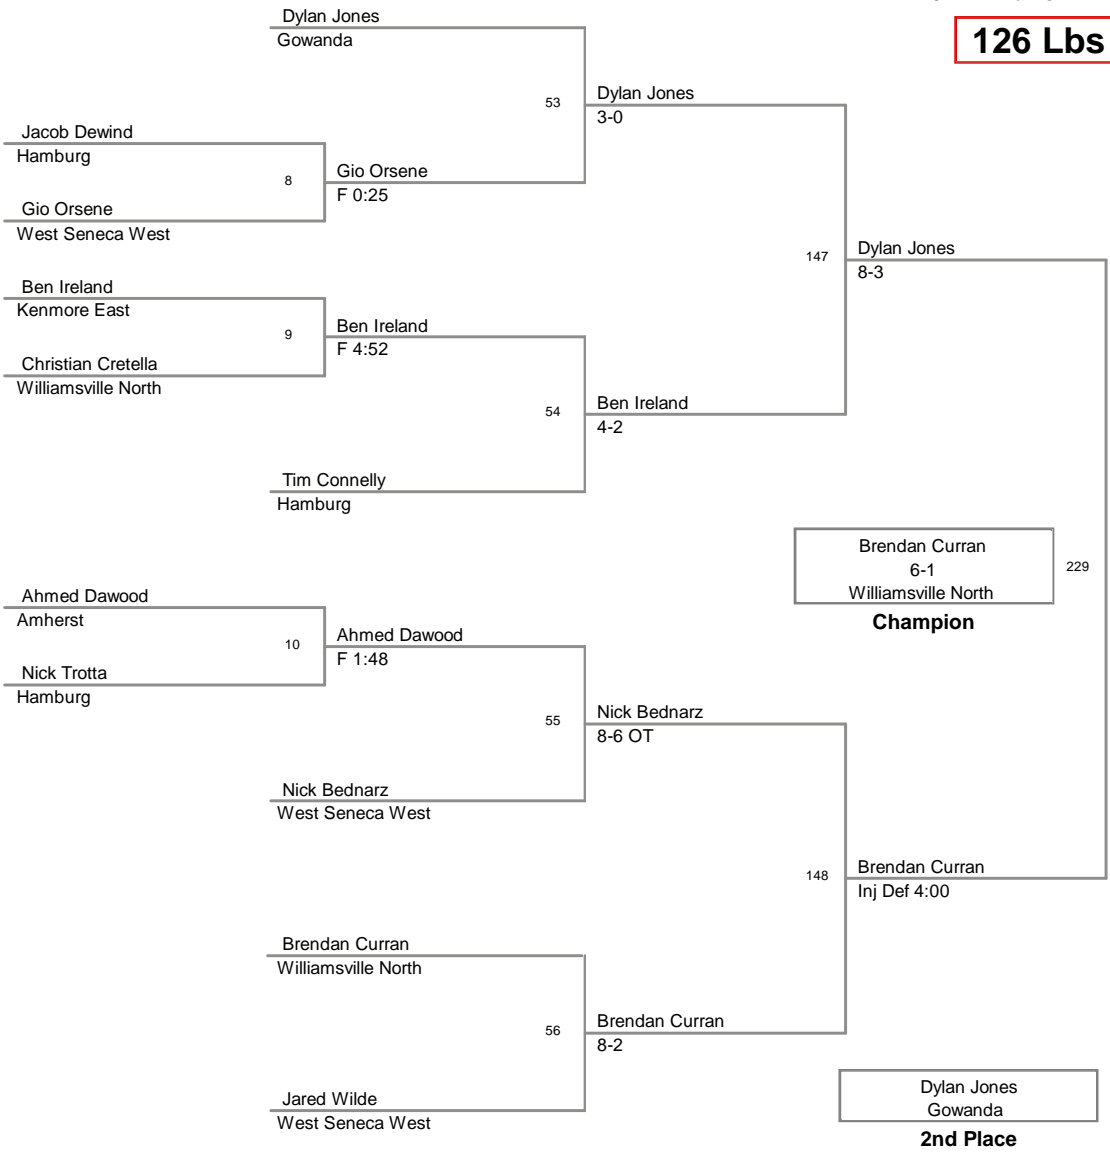 126 Lbs
Dylan Jones
Gowanda
53
Dylan Jones
3-0
Jacob Dewind
Hamburg
8
Gio Orsene
F 0:25
Gio Orsene
West Seneca West
147
Dylan Jones
8-3
Ben Ireland
Kenmore East
9
Ben Ireland
F 4:52
Christian Cretella
Williamsville North
54
Ben Ireland
4-2
Tim Connelly
Hamburg
Brendan Curran
6-1
Williamsville North
229
Champion
Ahmed Dawood
Amherst
10
Ahmed Dawood
F 1:48
Nick Trotta
Hamburg
55
Nick Bednarz
8-6 OT
Nick Bednarz
West Seneca West
148
Brendan Curran
Inj Def 4:00
Brendan Curran
Williamsville North
56
Brendan Curran
8-2
Jared Wilde
West Seneca West
Dylan Jones
Gowanda
2nd Place